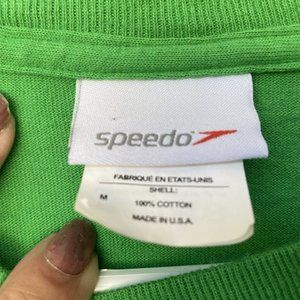 speedo
FABRIQUÉ EN ETATS-UNIS
SHELL:
M 100% COTTON
MADE IN U.S.A.